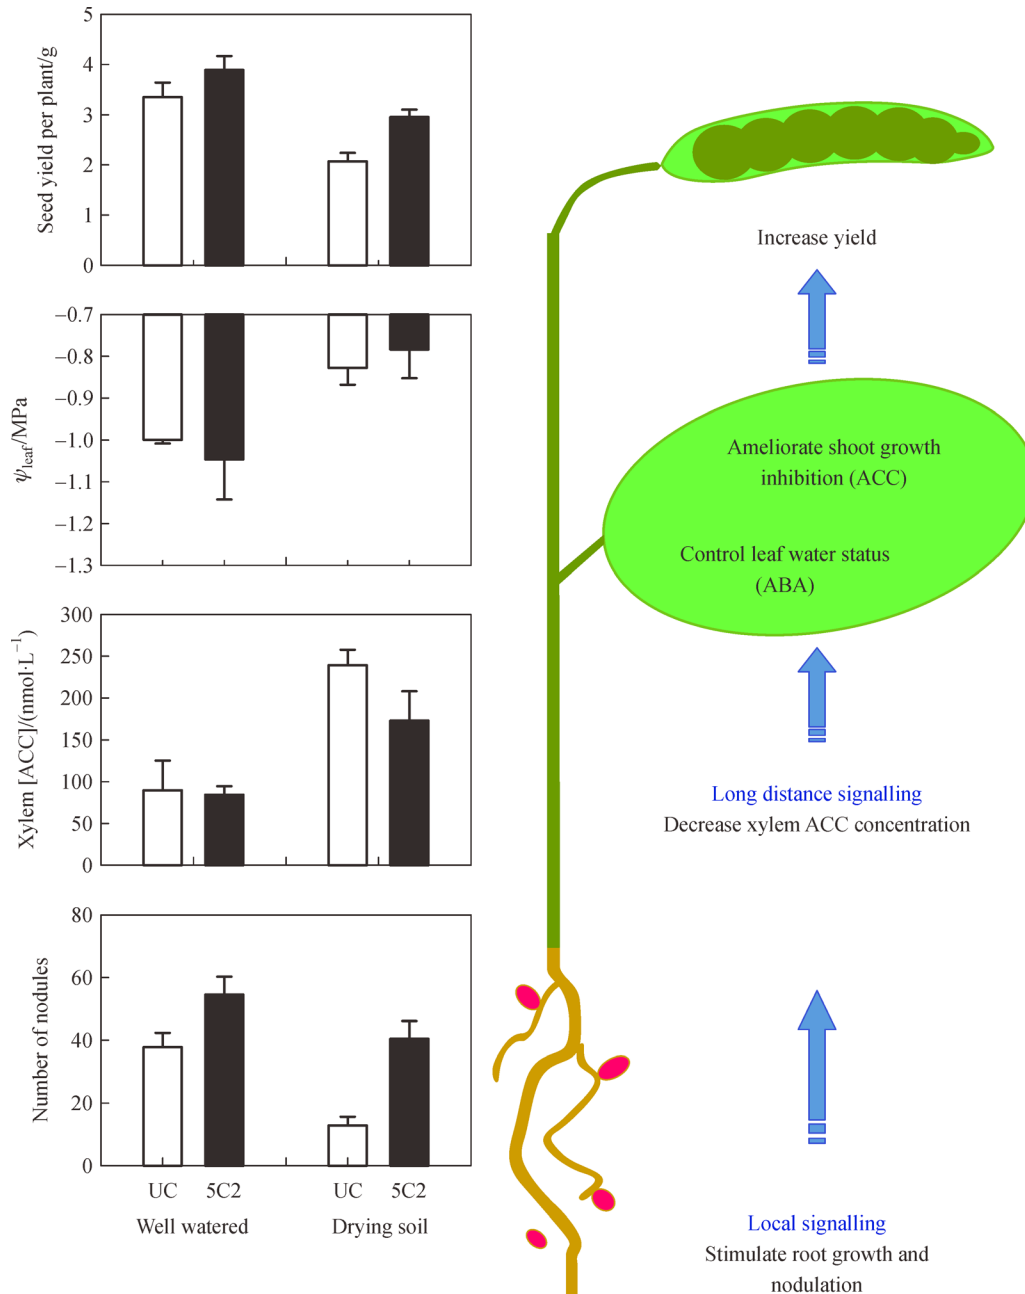 Seed yield per plant/g
5
4
3
2
1
0
ψleaf/MPa
−0.7
−0.8
−0.9
−1.0
−1.1
−1.2
−1.3
Xylem [ACC]/(nmol·L⁻¹)
300
250
200
150
100
50
0
Number of nodules
80
60
40
20
0
UC 5C2 UC 5C2
Well watered Drying soil
Increase yield
Ameliorate shoot growth
inhibition (ACC)
Control leaf water status
(ABA)
Long distance signalling
Decrease xylem ACC concentration
Local signalling
Stimulate root growth and
nodulation